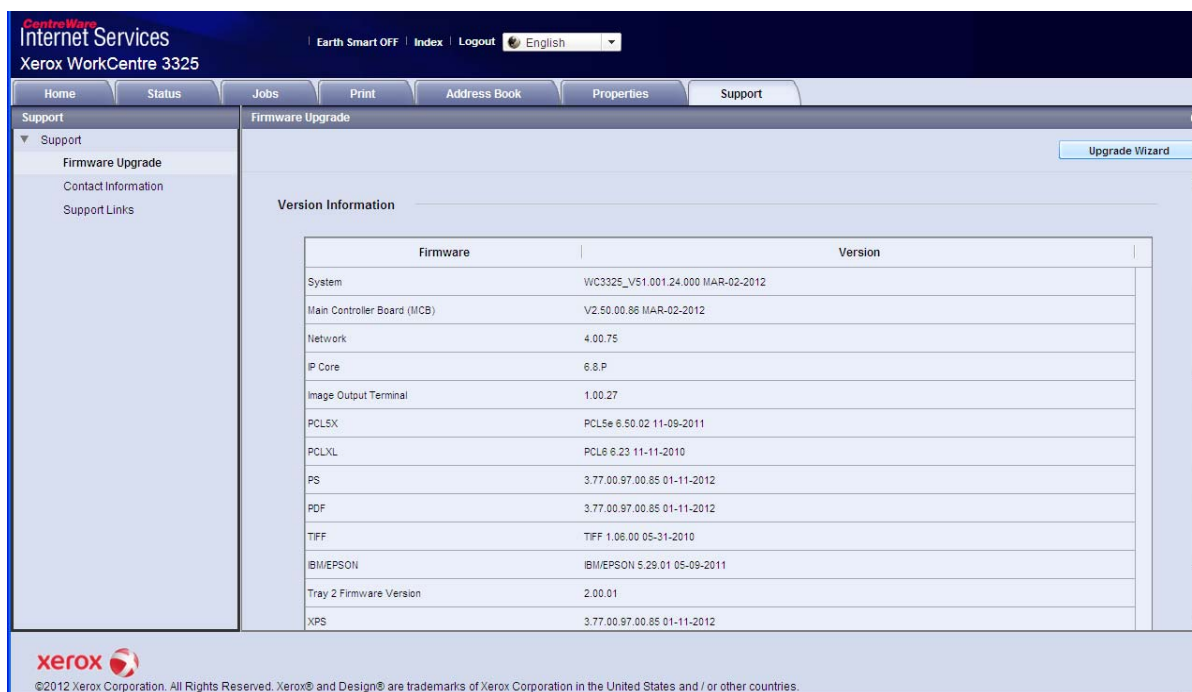 CentreWare
Internet Services
Xerox WorkCentre 3325
Earth Smart OFF | Index | Logout English
Home Status Jobs Print Address Book Properties Support
Support
Firmware Upgrade
Support
Firmware Upgrade
Contact Information
Support Links
Upgrade Wizard
Version Information
Firmware Version
System WC3325_V51.001.24.000 MAR-02-2012
Main Controller Board (MCB) V2.50.00.86 MAR-02-2012
Network 4.00.75
IP Core 6.8.P
Image Output Terminal 1.00.27
PCL5X PCL5e 6.50.02 11-09-2011
PCLXL PCL6 6.23 11-11-2010
PS 3.77.00.97.00.85 01-11-2012
PDF 3.77.00.97.00.85 01-11-2012
TIFF TIFF 1.06.00 05-31-2010
IBM/EPSON IBM/EPSON 5.29.01 05-09-2011
Tray 2 Firmware Version 2.00.01
XPS 3.77.00.97.00.85 01-11-2012
xerox
©2012 Xerox Corporation. All Rights Reserved. Xerox® and Design® are trademarks of Xerox Corporation in the United States and / or other countries.